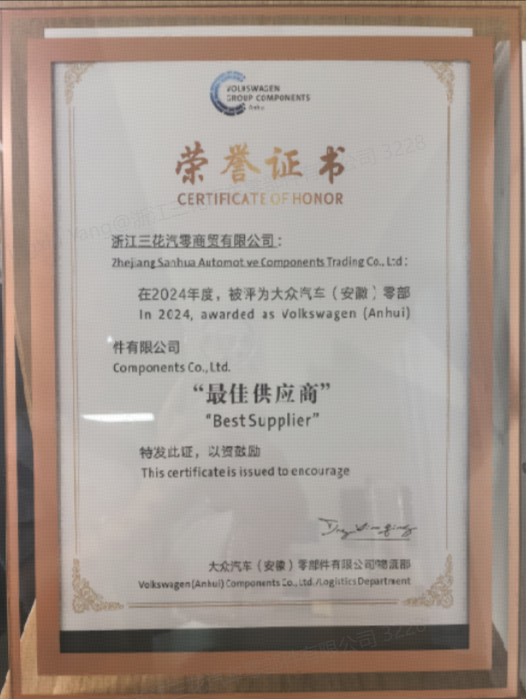 VOLKSWAGEN
GROUP COMPONENTS
Anhui
荣誉证书
CERTIFICATE OF HONOR
浙江三花汽零商贸有限公司：
Zhejiang Sanhua Automotive Components Trading Co., Ltd：
在2024年度，被评为大众汽车（安徽）零部
In 2024, awarded as Volkswagen (Anhui)
件有限公司
Components Co., Ltd.
“最佳供应商”
“Best Supplier”
特发此证，以资鼓励
This certificate is issued to encourage
大众汽车（安徽）零部件有限公司/物流部
Volkswagen (Anhui) Components Co., Ltd. /Logistics Department